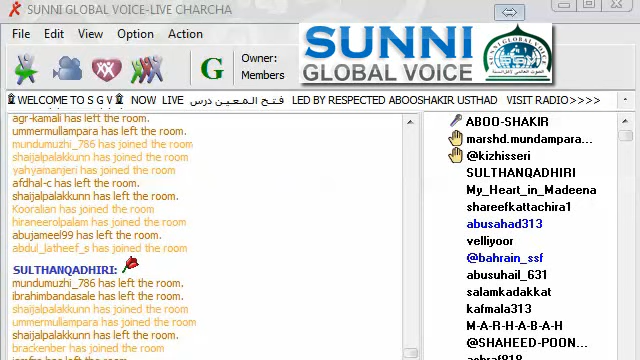 SUNNI GLOBAL VOICE-LIVE CHARCHA
File Edit View Option Action
SUNNI
GLOBAL VOICE
G
Owner:
Members
WELCOME TO S G V NOW LIVE فتح المعين درس LED BY RESPECTED ABOOSHAKIR USTHAD VISIT RADIO>>>>
agr-kamali has left the room.
ummermullampara has left the room.
mundumuzhi_786 has joined the room
shaijalpalakkunn has joined the room
yahyamanjeri has joined the room
afdhal-c has left the room.
shaijalpalakkunn has left the room.
Kooralian has joined the room
hiraneerolpalam has joined the room
abujameel99 has left the room.
abdul_latheef_s has joined the room
SULTHANQADHIRI:
mundumuzhi_786 has left the room.
ibrahimbandasale has left the room.
shaijalpalakkunn has joined the room
ummermullampara has joined the room
shaijalpalakkunn has left the room.
brackenber has joined the room
ABOO-SHAKIR
marshd.mundampara...
@kizhisseri
SULTHANQADHIRI
My_Heart_in_Madeena
shareefkattachira1
abusahad313
velliyoor
@bahrain_ssf
abusuhail_631
salamkadakkat
kafmala313
M-A-R-H-A-B-A-H
@SHAHEED-POON...